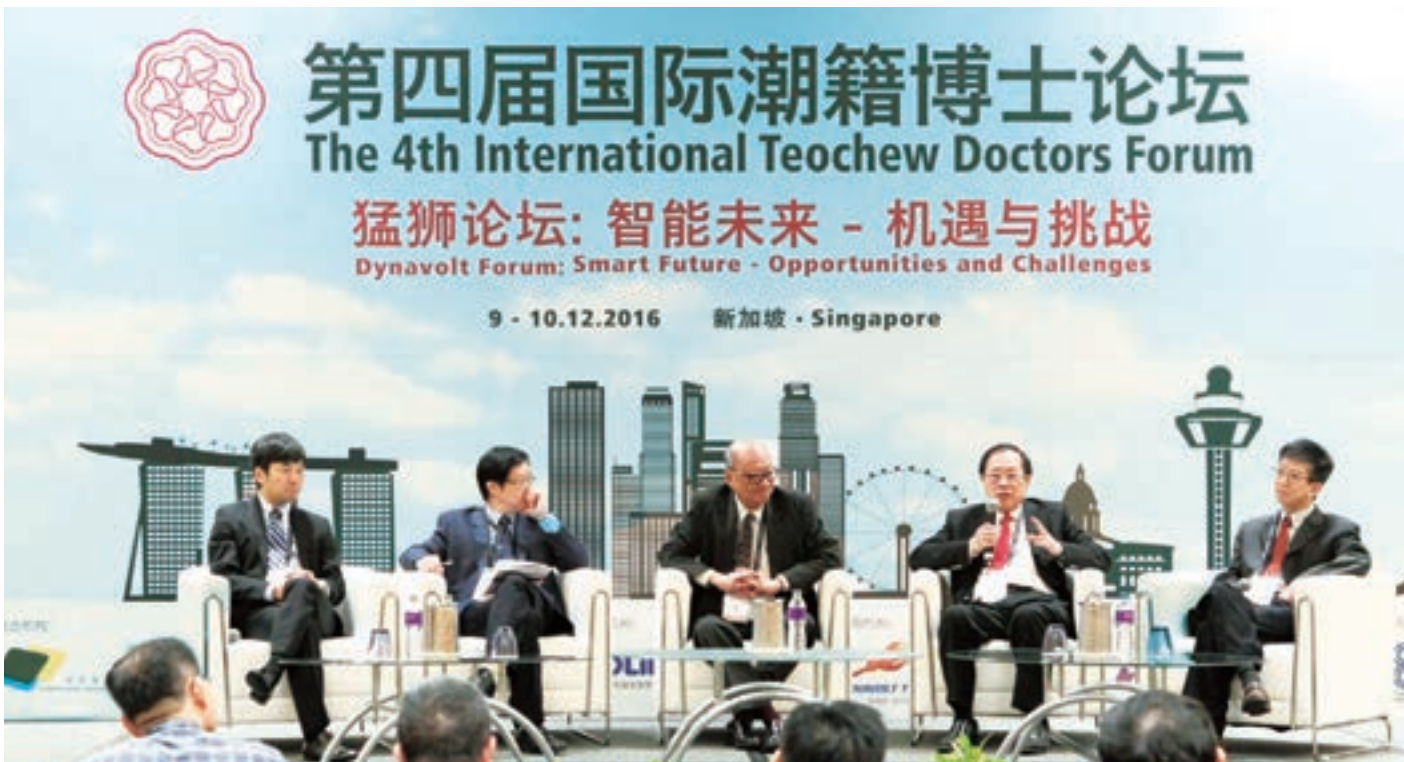 第四届国际潮籍博士论坛
The 4th International Teochew Doctors Forum
猛狮论坛: 智能未来 - 机遇与挑战
Dynavolt Forum: Smart Future - Opportunities and Challenges
9 - 10.12.2016 新加坡 · Singapore